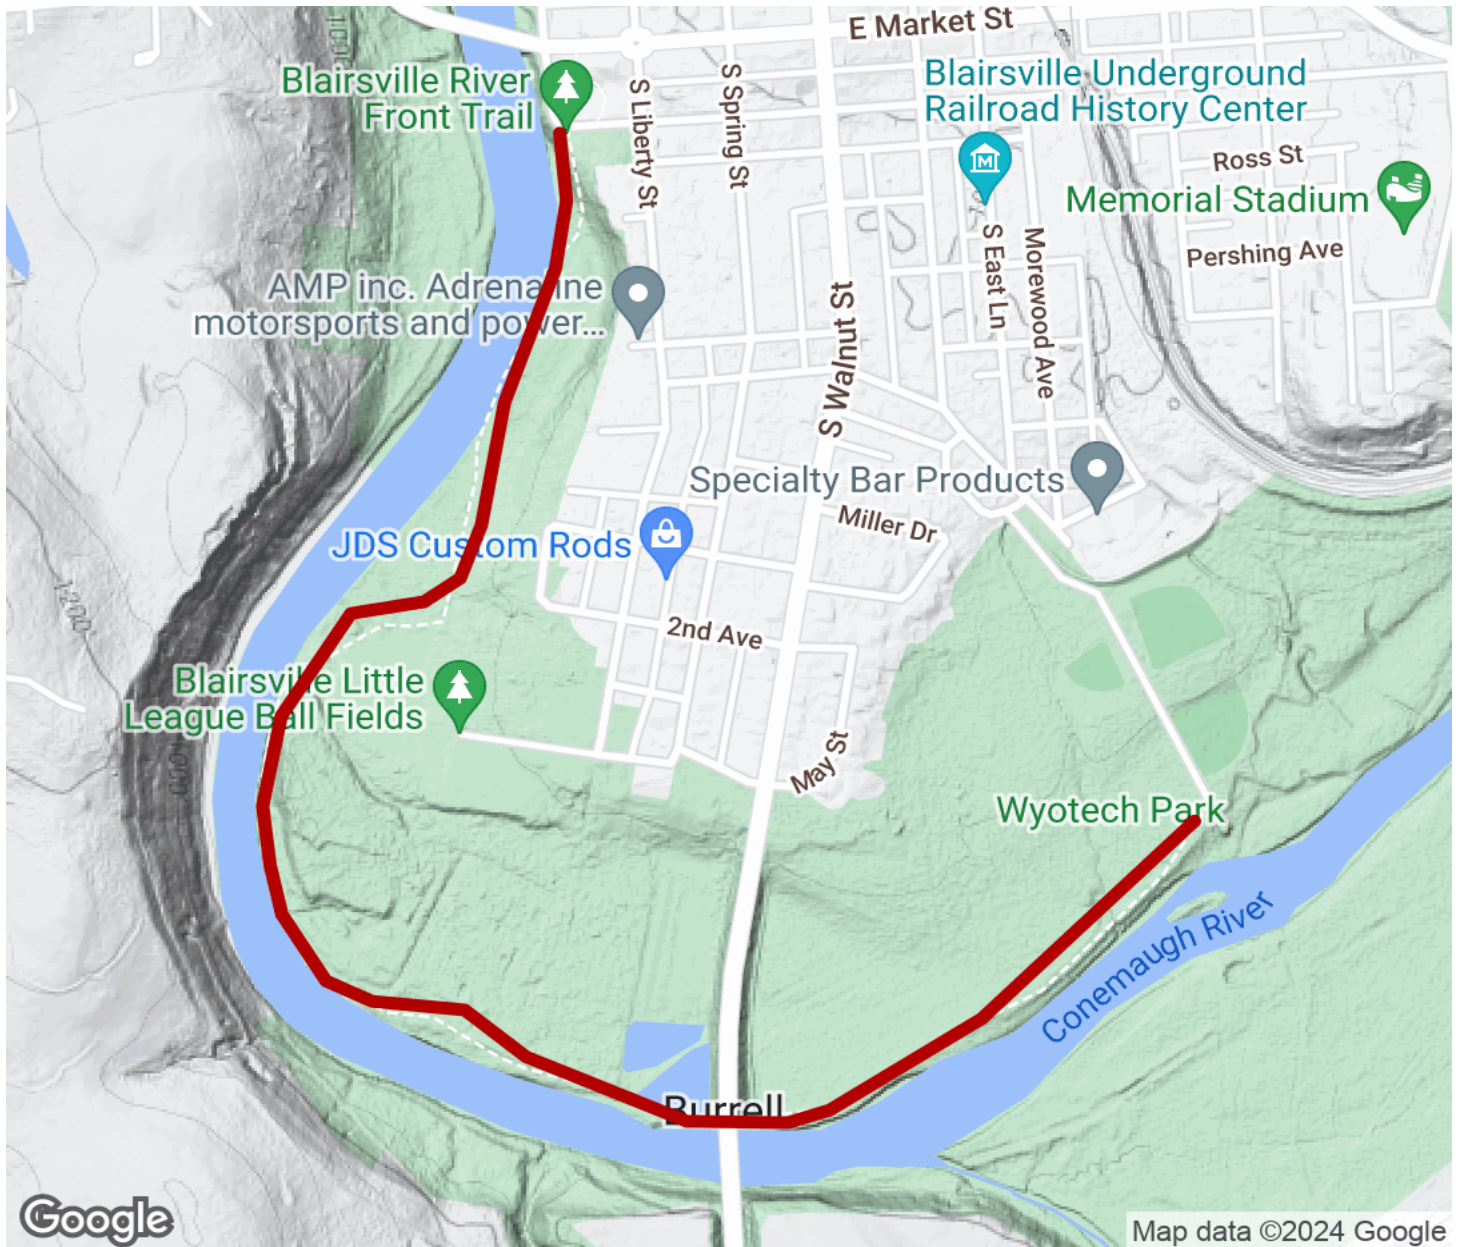 E Market St
Blairsville River
Front Trail
S Liberty St
S Spring St
Blairsville Underground
Railroad History Center
Ross St
Memorial Stadium
Pershing Ave
AMP inc. Adrenaline
motorsports and power...
S East Ln
Morewood Ave
S Walnut St
Specialty Bar Products
Miller Dr
JDS Custom Rods
1200
2nd Ave
Blairsville Little
League Ball Fields
May St
Wyotech Park
Conemaugh River
Burrell
Google
Map data ©2024 Google